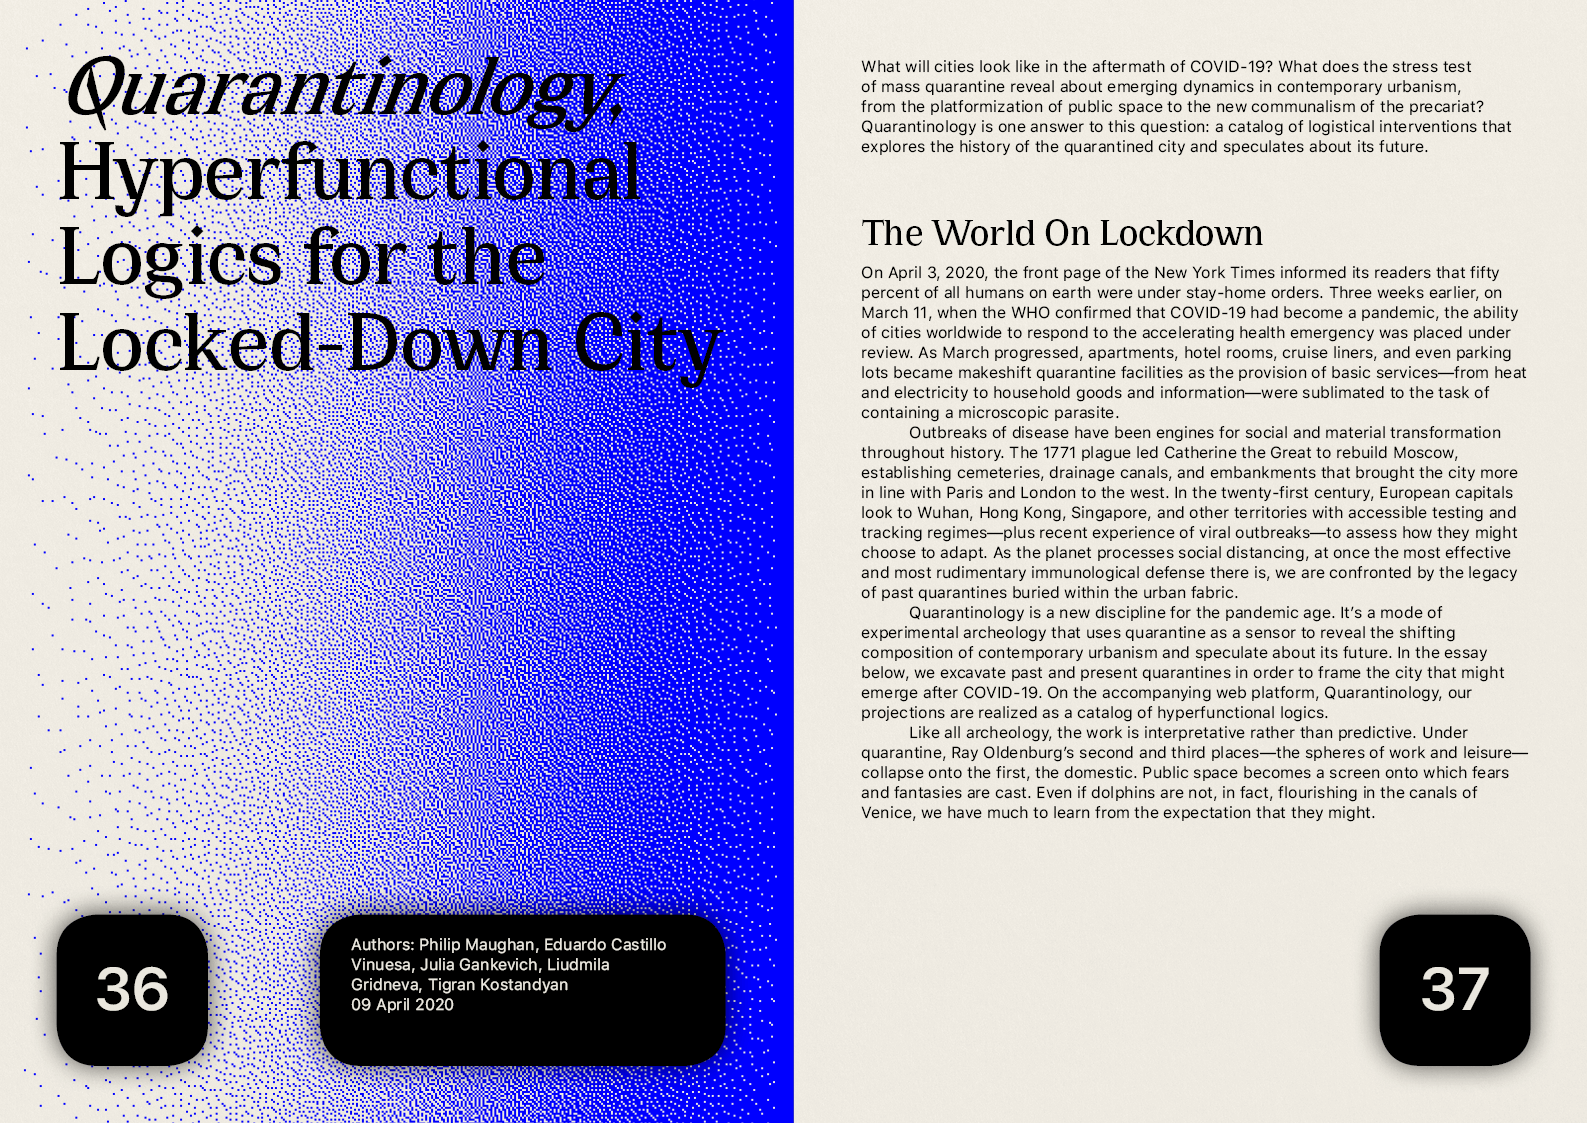 Quarantinology,
Hyperfunctional
Logics for the
Locked-Down City
36
Authors: Philip Maughan, Eduardo Castillo
Vinuesa, Julia Gankevich, Liudmila
Gridneva, Tigran Kostandyan
09 April 2020
What will cities look like in the aftermath of COVID-19? What does the stress test
of mass quarantine reveal about emerging dynamics in contemporary urbanism,
from the platformization of public space to the new communalism of the precariat?
Quarantinology is one answer to this question: a catalog of logistical interventions that
explores the history of the quarantined city and speculates about its future.
The World On Lockdown
On April 3, 2020, the front page of the New York Times informed its readers that fifty
percent of all humans on earth were under stay-home orders. Three weeks earlier, on
March 11, when the WHO confirmed that COVID-19 had become a pandemic, the ability
of cities worldwide to respond to the accelerating health emergency was placed under
review. As March progressed, apartments, hotel rooms, cruise liners, and even parking
lots became makeshift quarantine facilities as the provision of basic services—from heat
and electricity to household goods and information—were sublimated to the task of
containing a microscopic parasite.
Outbreaks of disease have been engines for social and material transformation
throughout history. The 1771 plague led Catherine the Great to rebuild Moscow,
establishing cemeteries, drainage canals, and embankments that brought the city more
in line with Paris and London to the west. In the twenty-first century, European capitals
look to Wuhan, Hong Kong, Singapore, and other territories with accessible testing and
tracking regimes—plus recent experience of viral outbreaks—to assess how they might
choose to adapt. As the planet processes social distancing, at once the most effective
and most rudimentary immunological defense there is, we are confronted by the legacy
of past quarantines buried within the urban fabric.
Quarantinology is a new discipline for the pandemic age. It’s a mode of
experimental archeology that uses quarantine as a sensor to reveal the shifting
composition of contemporary urbanism and speculate about its future. In the essay
below, we excavate past and present quarantines in order to frame the city that might
emerge after COVID-19. On the accompanying web platform, Quarantinology, our
projections are realized as a catalog of hyperfunctional logics.
Like all archeology, the work is interpretative rather than predictive. Under
quarantine, Ray Oldenburg’s second and third places—the spheres of work and leisure—
collapse onto the first, the domestic. Public space becomes a screen onto which fears
and fantasies are cast. Even if dolphins are not, in fact, flourishing in the canals of
Venice, we have much to learn from the expectation that they might.
37